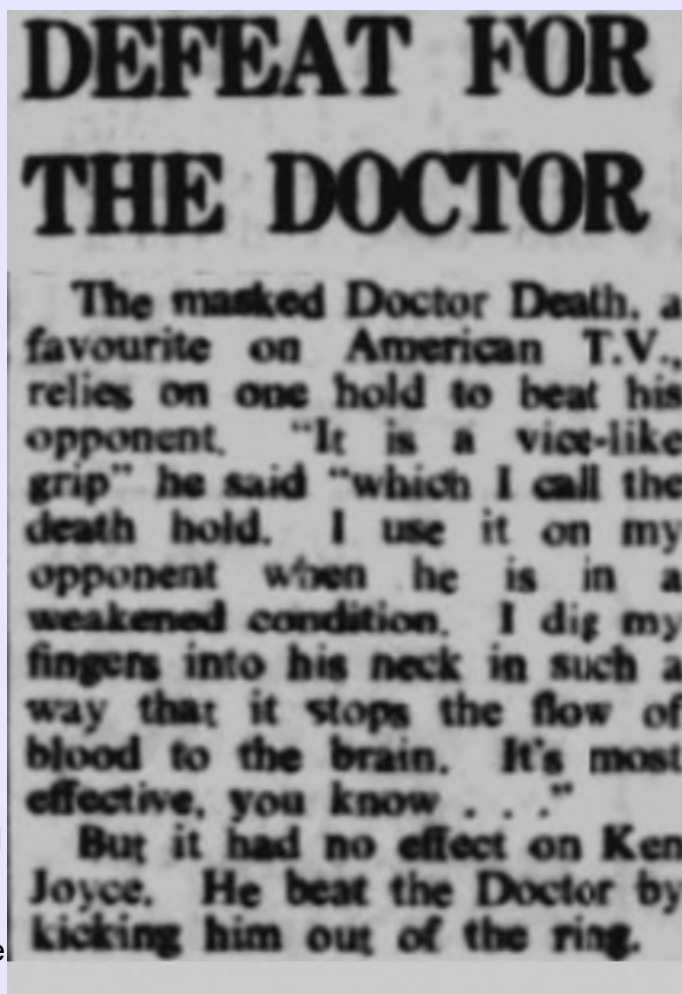 DEFEAT FOR
THE DOCTOR
The masked Doctor Death, a
favourite on American T.V.,
relies on one hold to beat his
opponent. "It is a vice-like
grip" he said "which I call the
death hold. I use it on my
opponent when he is in a
weakened condition. I dig my
fingers into his neck in such a
way that it stops the flow of
blood to the brain. It's most
effective, you know . . ."
But it had no effect on Ken
Joyce. He beat the Doctor by
kicking him out of the ring.